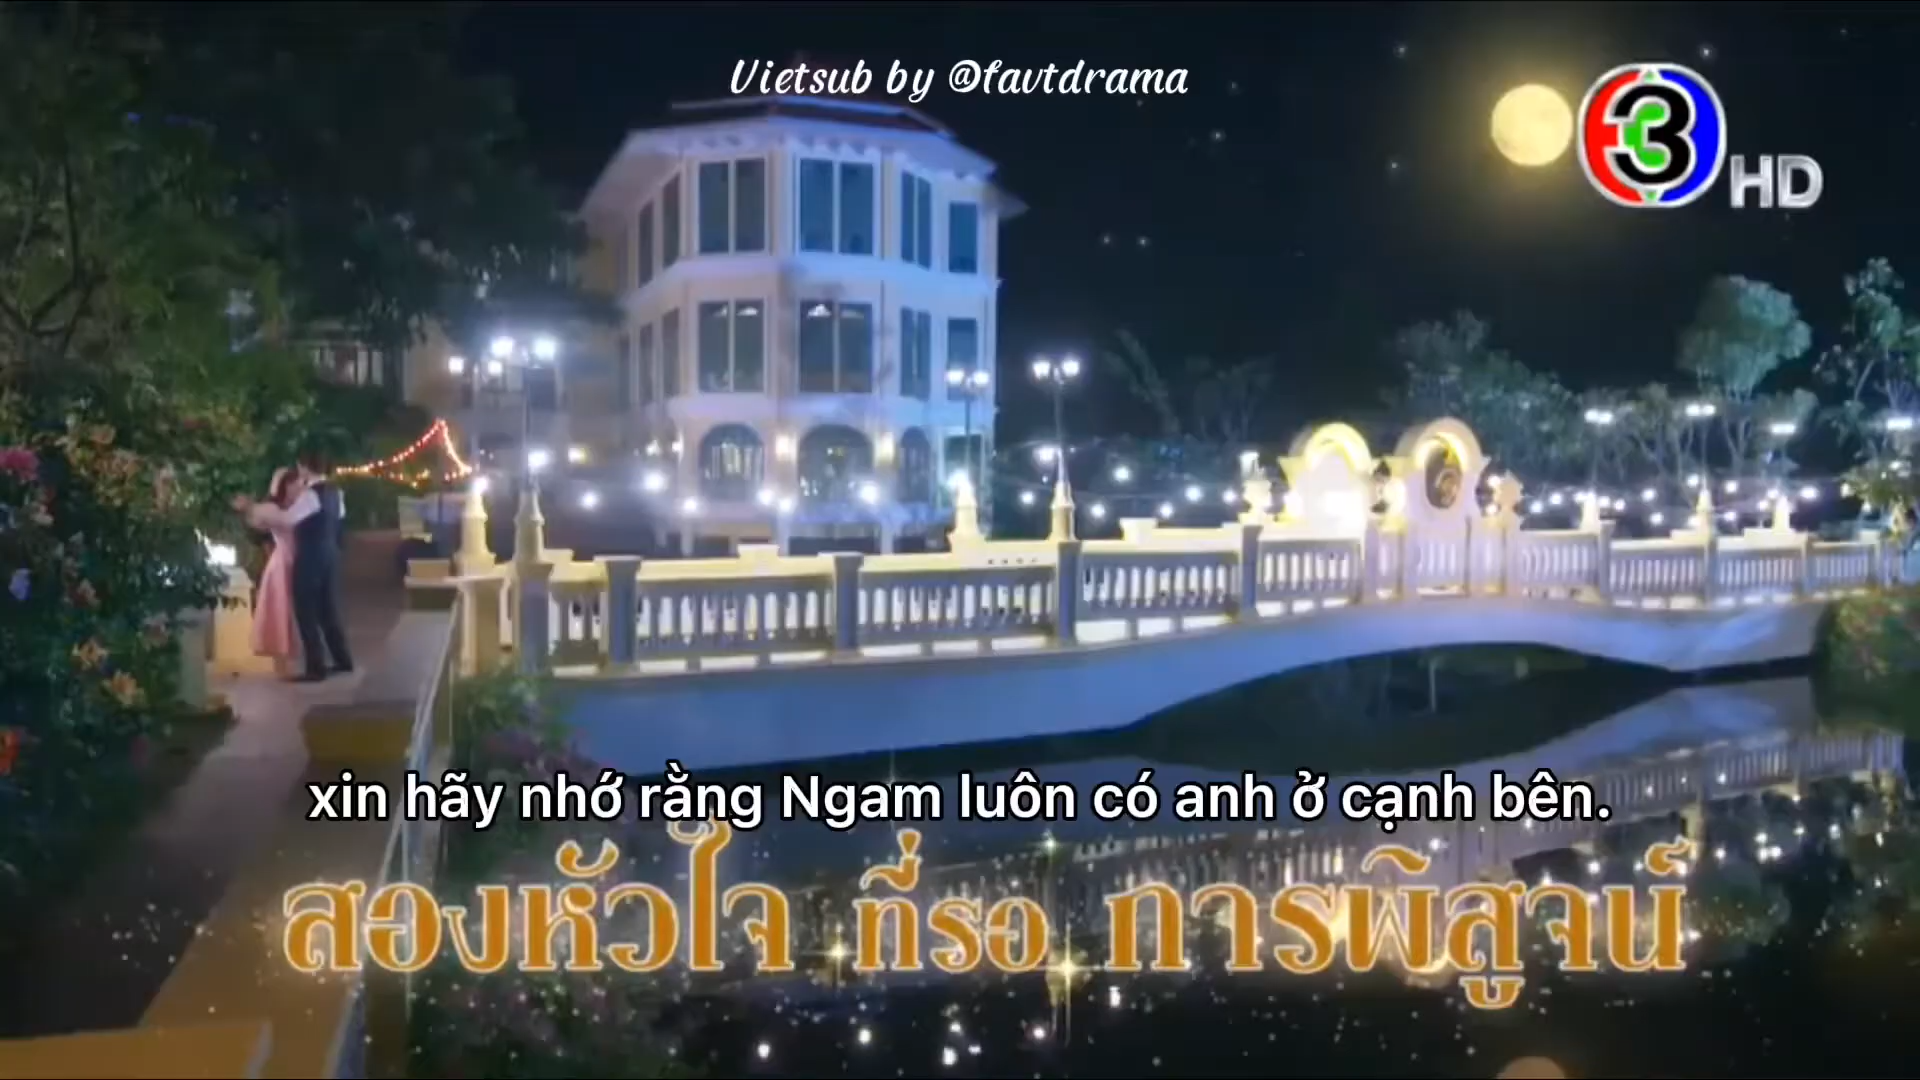 Vietsub by @favtdrama
3 HD
xin hãy nhớ rằng Ngam luôn có anh ở cạnh bên.
สองหัวใจ ที่รอ การพิสูจน์